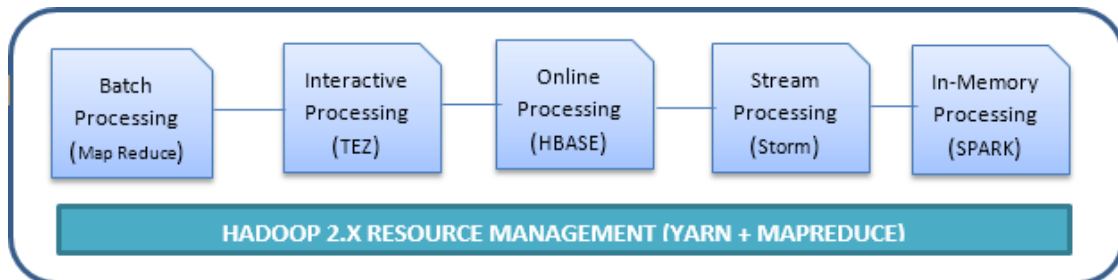 Batch
Processing
(Map Reduce)
Interactive
Processing
(TEZ)
Online
Processing
(HBASE)
Stream
Processing
(Storm)
In-Memory
Processing
(SPARK)
HADOOP 2.X RESOURCE MANAGEMENT (YARN + MAPREDUCE)